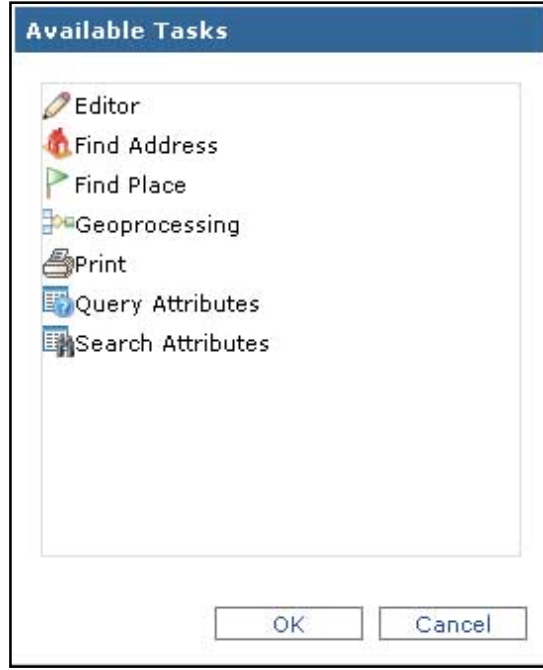 Available Tasks
Editor
Find Address
Find Place
Geoprocessing
Print
Query Attributes
Search Attributes
OK Cancel